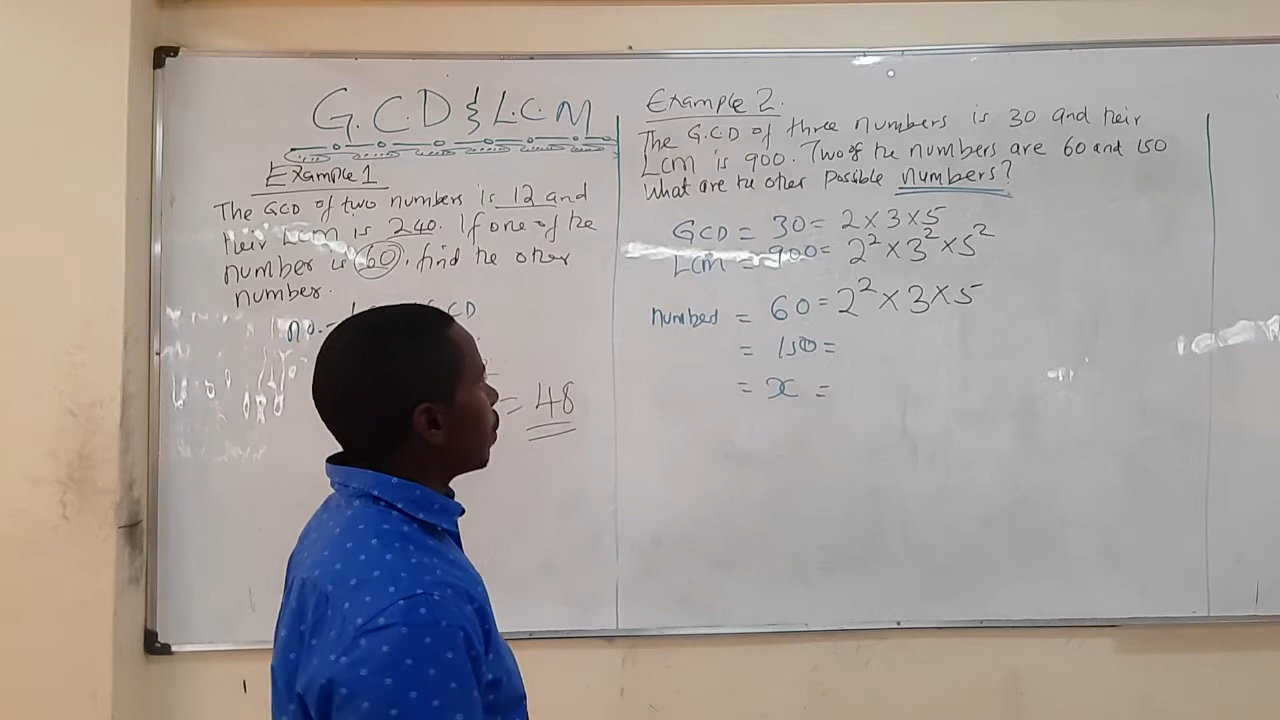 G.C.D & L.C.M
Example 1
The GCD of two numbers is 12 and
their LCM is 240. If one of the
number is 60, find the other
number.
no. =
CD
= 48
Example 2.
The G.C.D of three numbers is 30 and their
LCM is 900. Two of the numbers are 60 and 150
What are the other possible numbers?
GCD = 30 = 2 × 3 × 5
LCM = 900 = 2² × 3² × 5²
number = 60 = 2² × 3 × 5
= 150 =
= x =